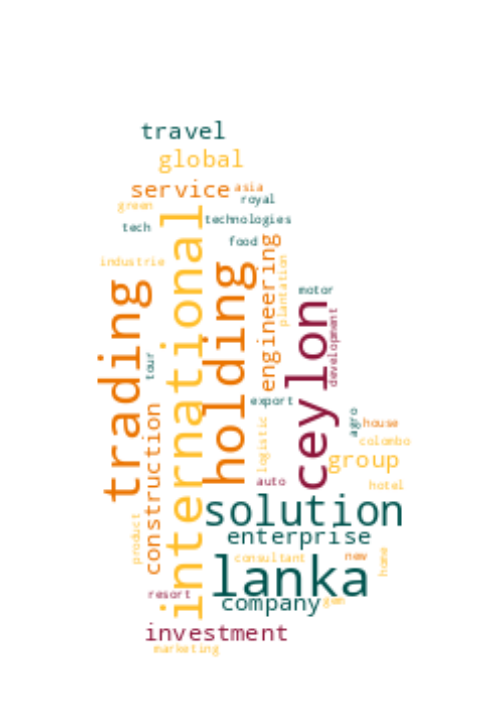 travel
global
service
asia
royal
green
technologies
tech
food
industrie
international
trading
holding
engineering
plantation
motor
ceylon
development
tour
export
construction
logistic
agro
house
colombo
group
auto
hotel
solution
product
enterprise
consultant
new
home
lanka
resort
company
gem
investment
marketing